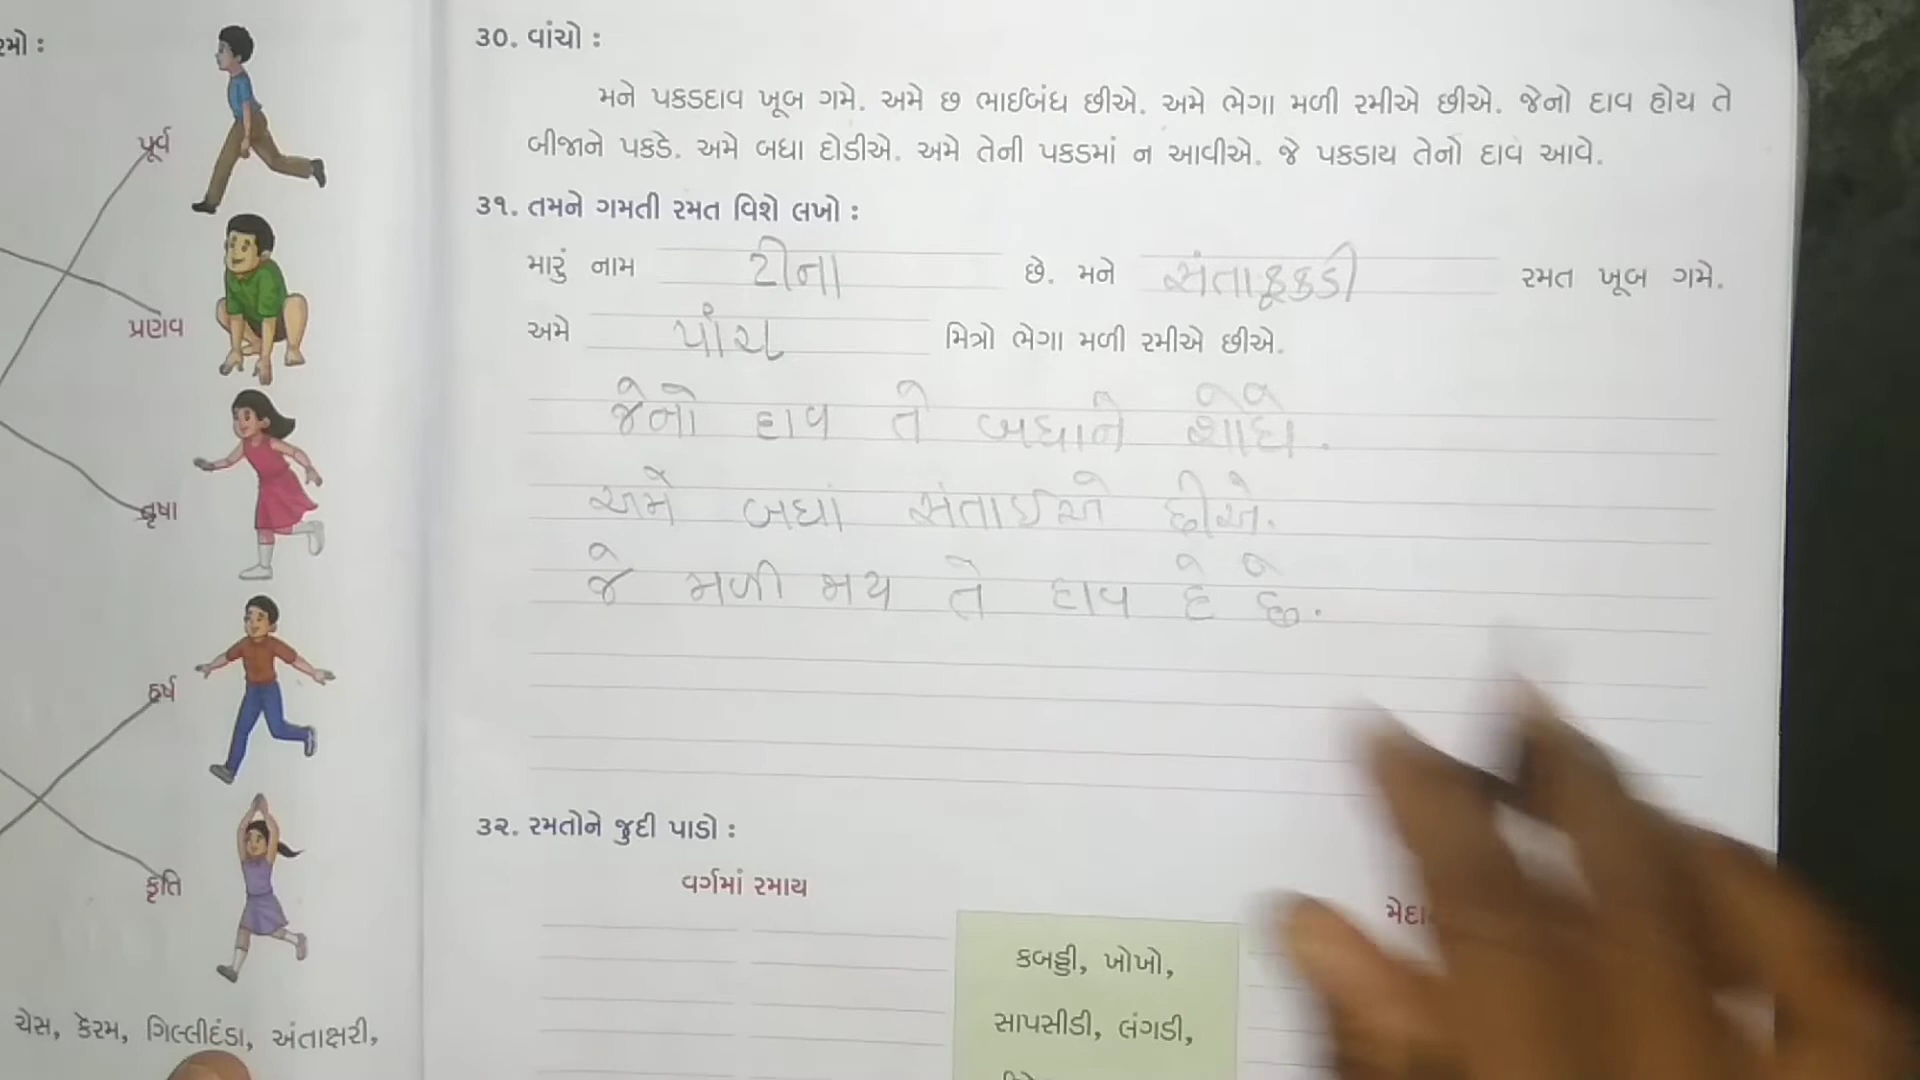 રમો :
પૂર્વ
પ્રણવ
વૃષા
હર્ષ
કૃતિ
ચેસ, કેરમ, ગિલ્લીદંડા, અંતાક્ષરી,
૩૦. વાંચો :
મને પકડદાવ ખૂબ ગમે. અમે છ ભાઈબંધ છીએ. અમે ભેગા મળી રમીએ છીએ. જેનો દાવ હોય તે
બીજાને પકડે. અમે બધા દોડીએ. અમે તેની પકડમાં ન આવીએ. જે પકડાય તેનો દાવ આવે.
૩૧. તમને ગમતી રમત વિશે લખો :
મારું નામ ટીના છે. મને સંતાકૂકડી રમત ખૂબ ગમે.
અમે પાંચ મિત્રો ભેગા મળી રમીએ છીએ.
જેનો દાવ તે બધાને શોધે.
અમે બધાં સંતાઈએ છીએ.
જે મળી જાય તે દાવ દે છે.
૩૨. રમતોને જુદી પાડો :
વર્ગમાં રમાય
કબડ્ડી, ખોખો,
સાપસીડી, લંગડી,